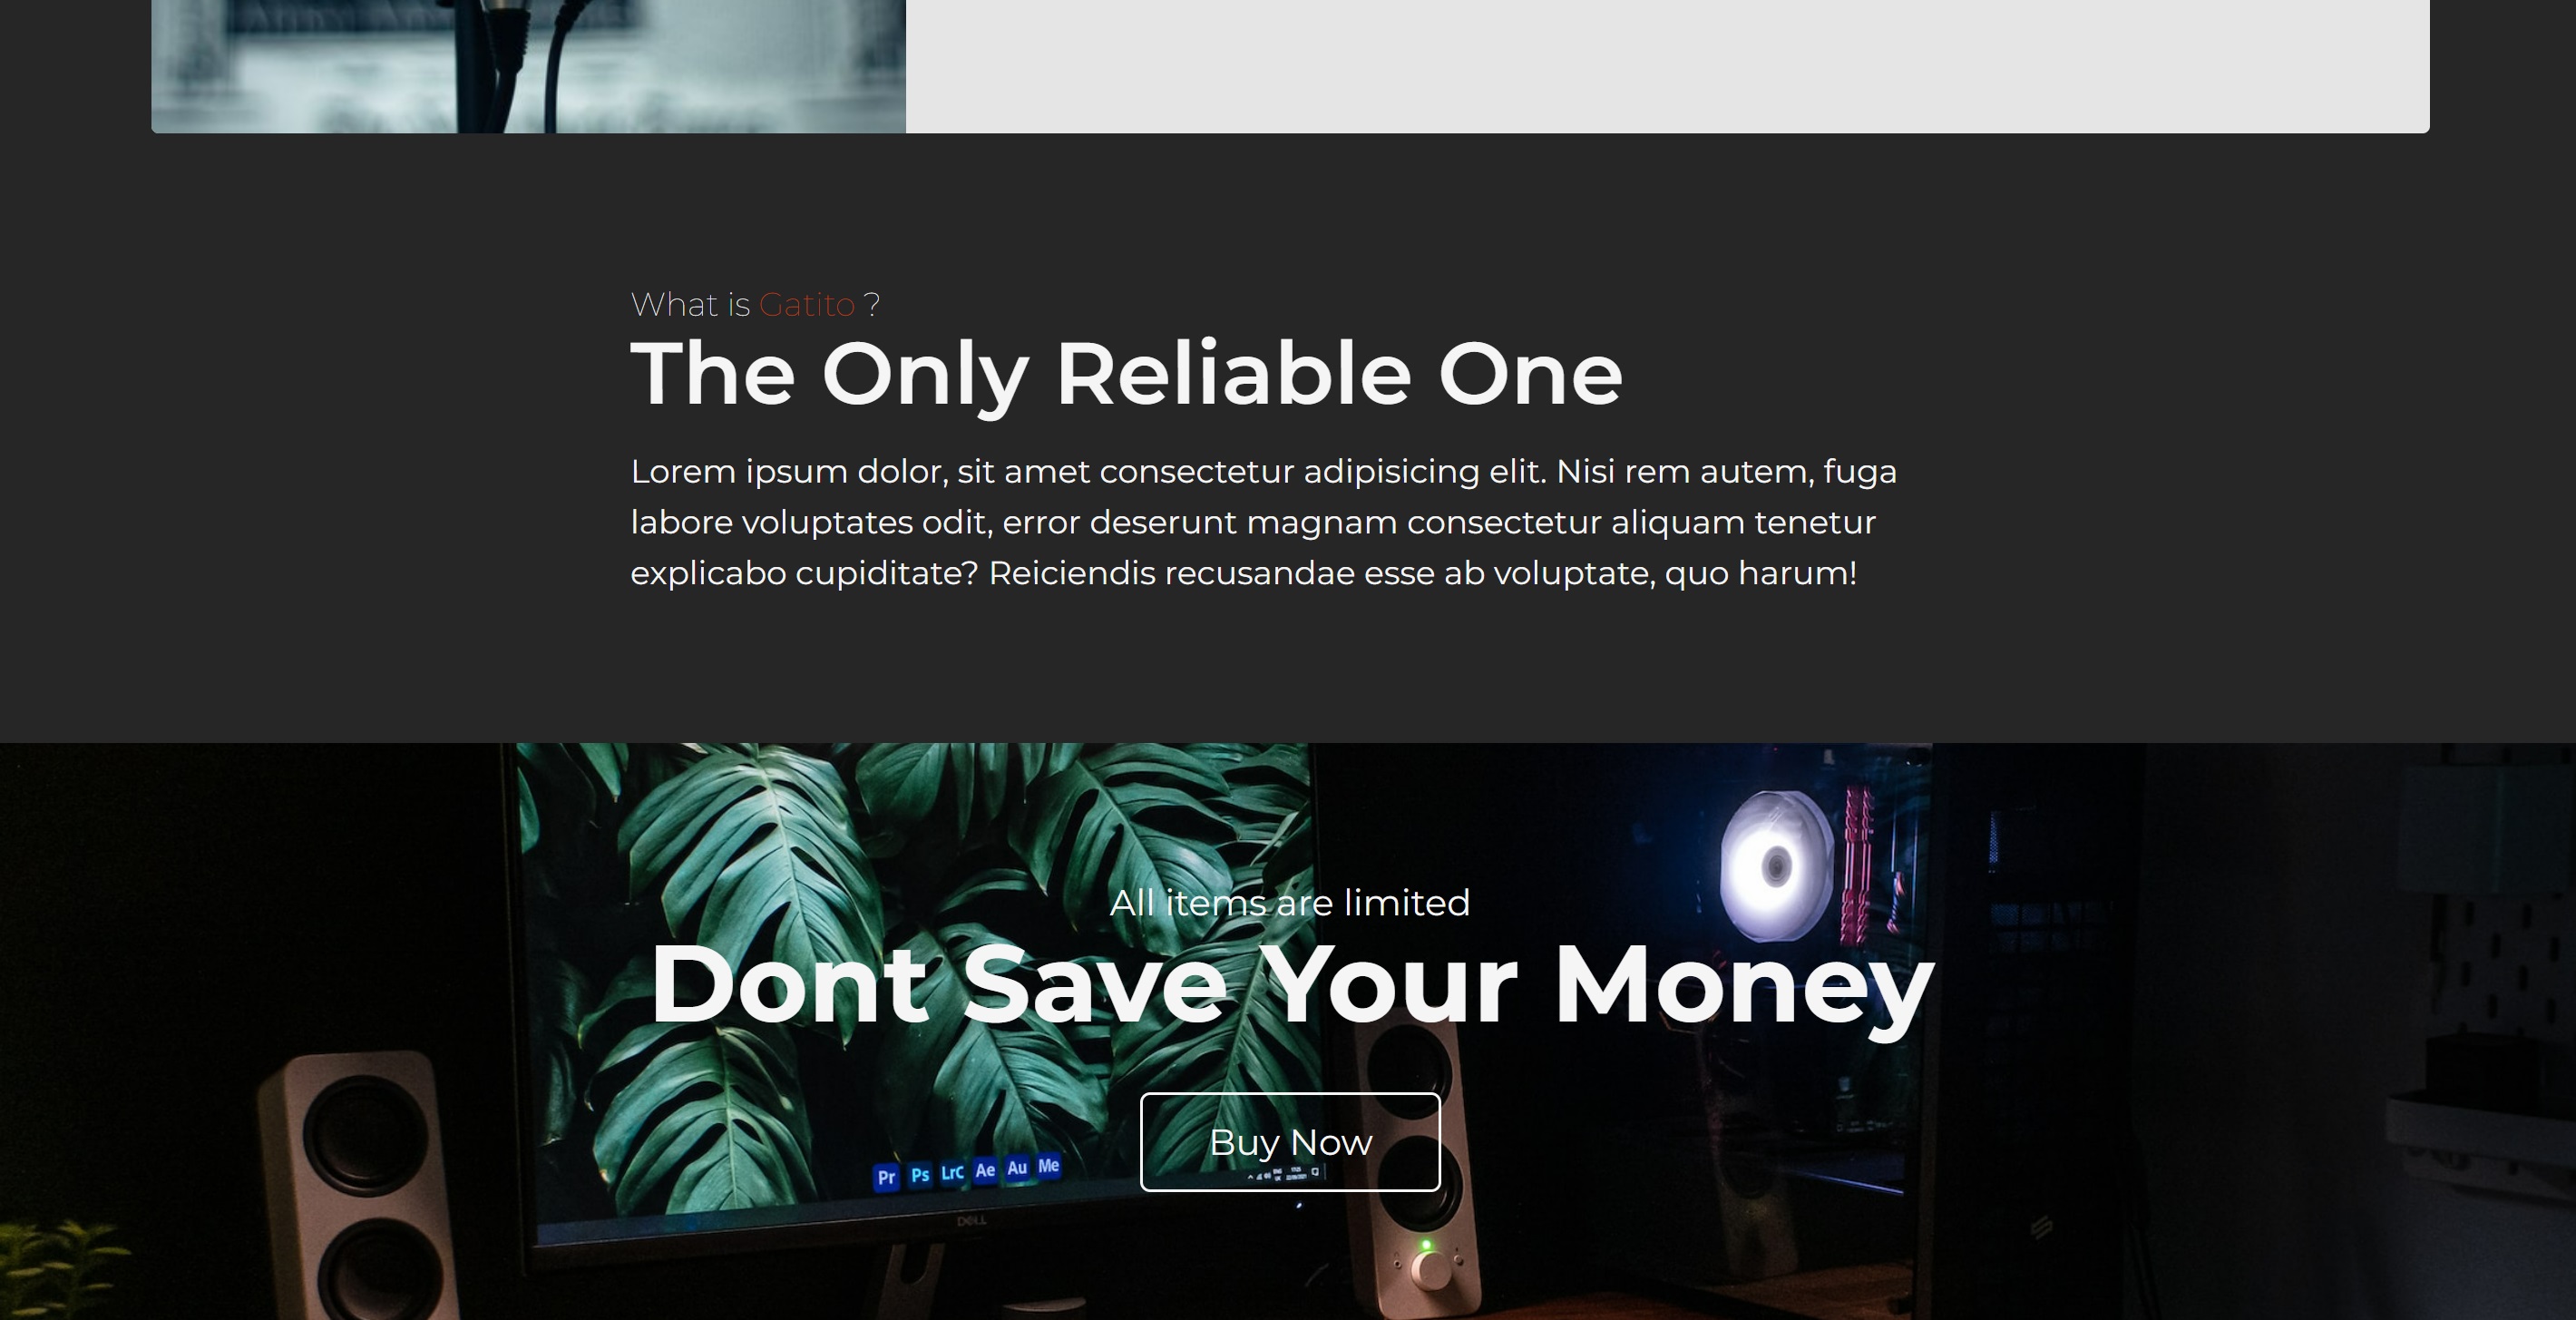 What is Gatito ?
The Only Reliable One
Lorem ipsum dolor, sit amet consectetur adipisicing elit. Nisi rem autem, fuga
labore voluptates odit, error deserunt magnam consectetur aliquam tenetur
explicabo cupiditate? Reiciendis recusandae esse ab voluptate, quo harum!
All items are limited
Dont Save Your Money
Buy Now
Pr Ps LrC Ae Au Me
DELL